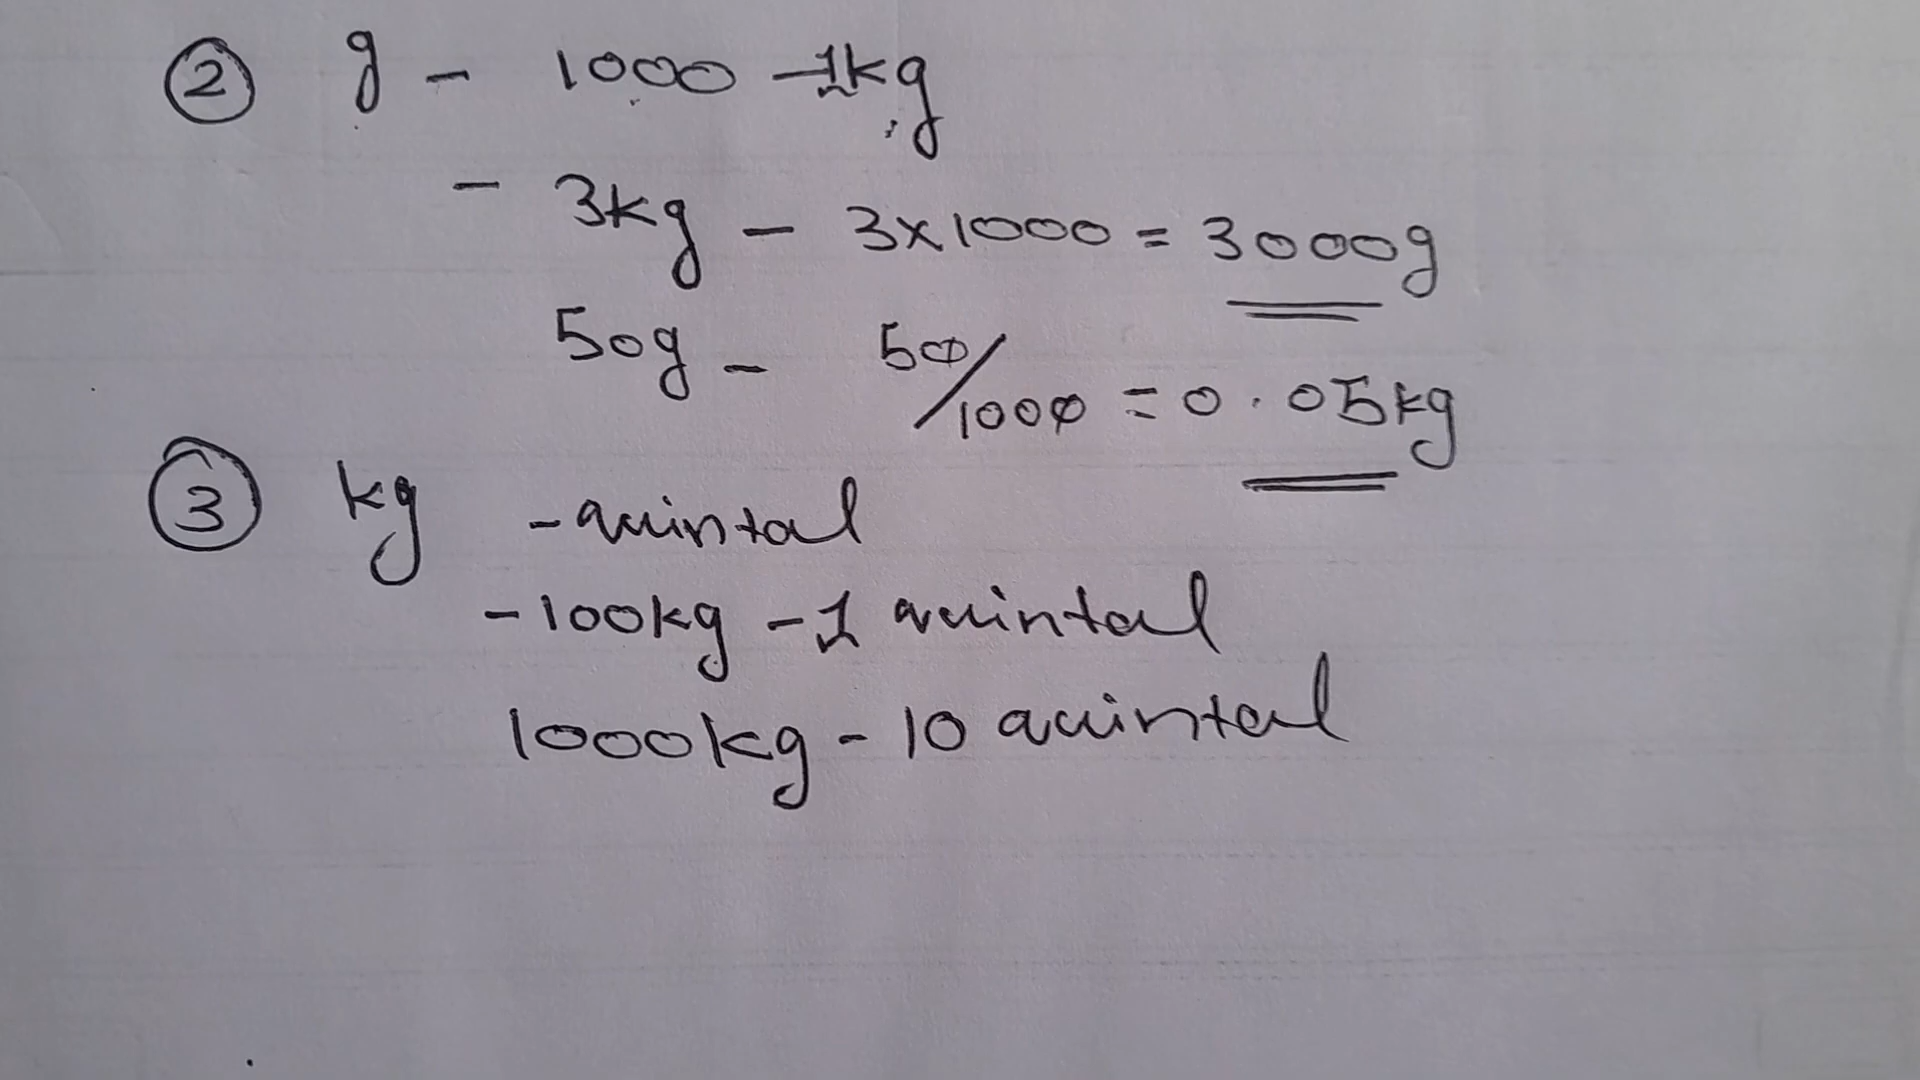 2 g - 1000 - 1kg
- 3kg - 3x1000 = 3000g
50g - 50/1000 = 0.05kg
3 kg - quintal
- 100kg - 1 quintal
1000kg - 10 quintal